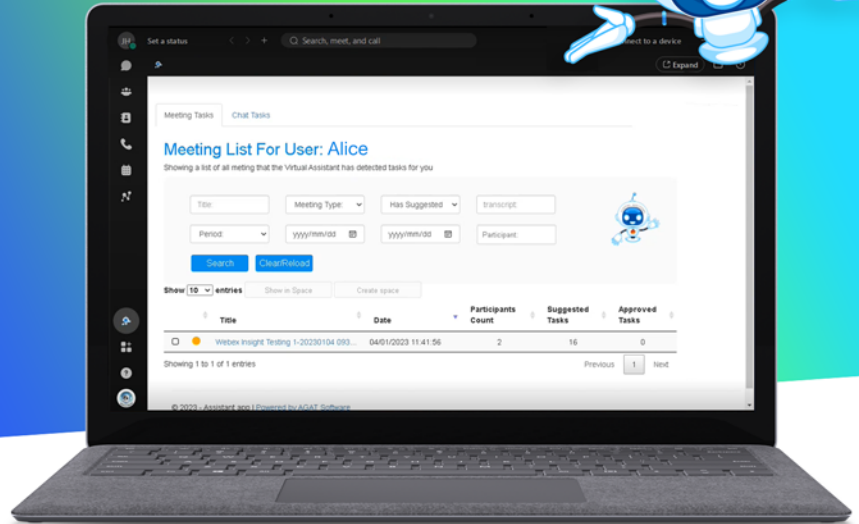 JH
Set a status
Search, meet, and call
nnect to a device
Expand
Meeting Tasks
Chat Tasks
Meeting List For User: Alice
Showing a list of all meting that the Virtual Assistant has detected tasks for you
Title:
Meeting Type:
Has Suggested
transcript:
Period:
yyyy/mm/dd
yyyy/mm/dd
Participant:
Search
Clear/Reload
Show 10 entries
Show in Space
Create space
Title
Date
Participants Count
Suggested Tasks
Approved Tasks
Webex Insight Testing 1-20230104 093...
04/01/2023 11:41:56
2
16
0
Showing 1 to 1 of 1 entries
Previous
1
Next
© 2023 - Assistant app | Powered by AGAT Software